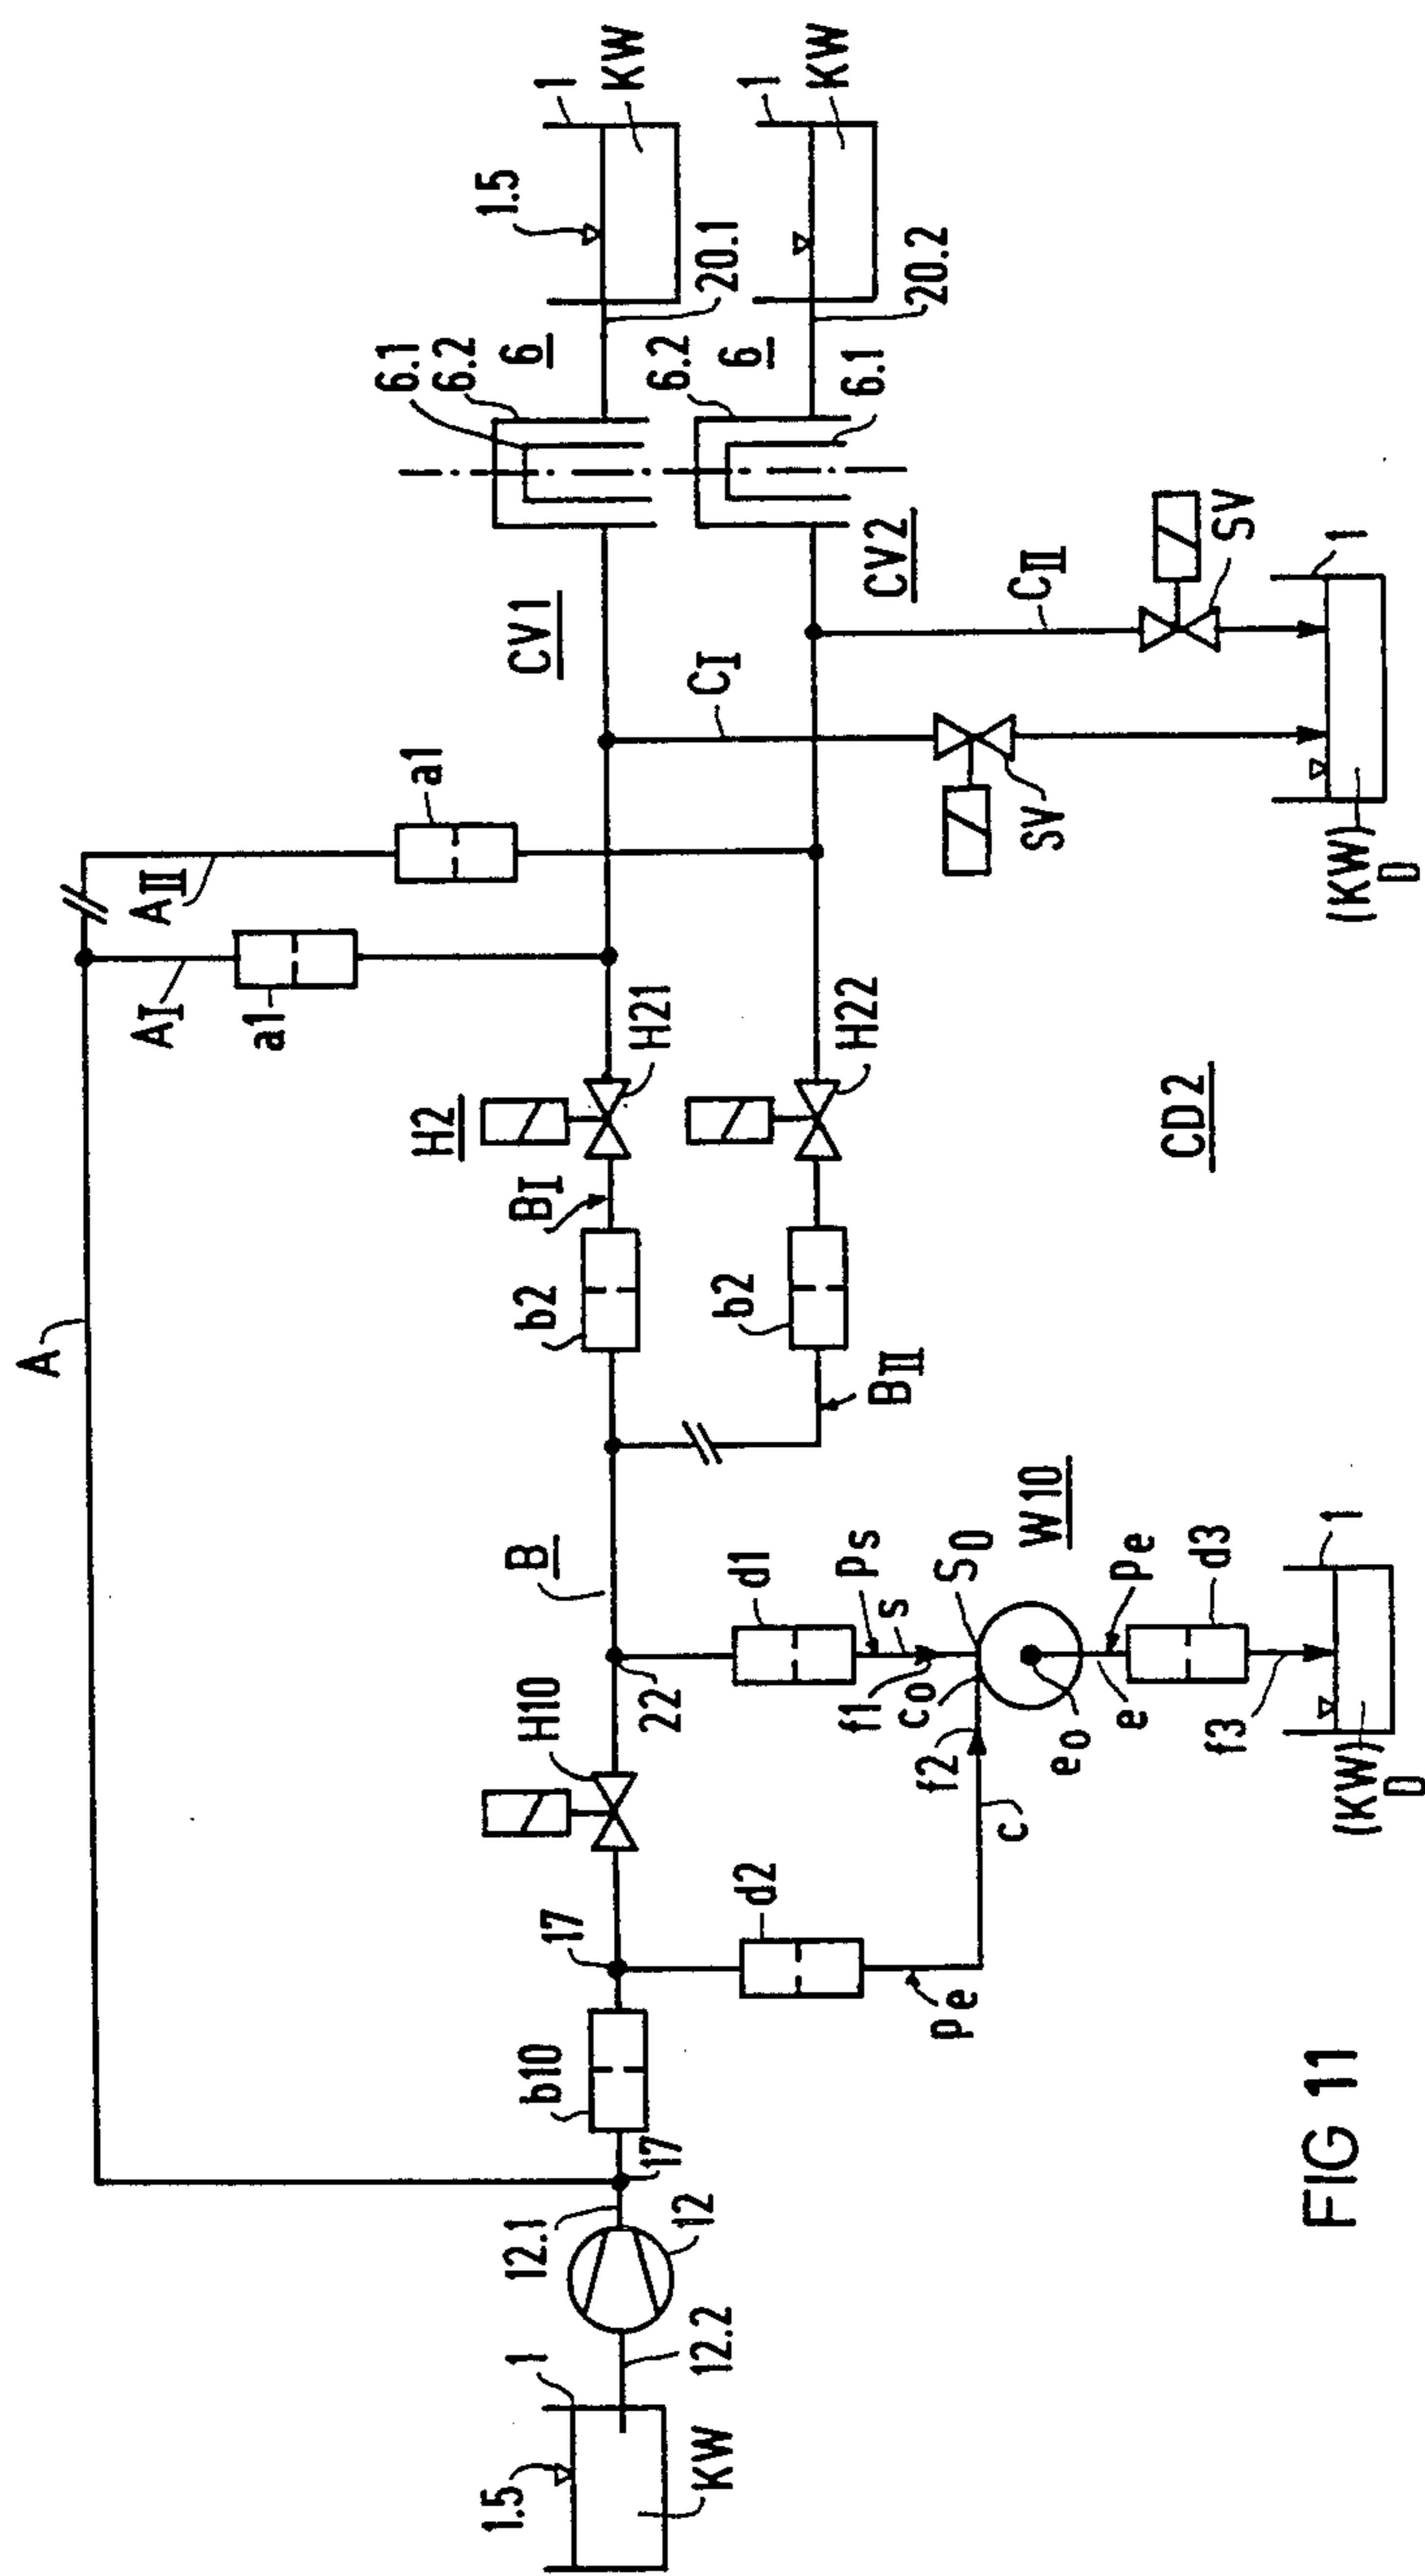 A
AI
AII
a1
a1
6.1
6.2
6
1.5
1
KW
20.1
6.2
6
6.1
1
KW
20.2
CV1
CV2
CI
CII
SV
SV
1
(KW)
D
H2
H21
H22
BI
b2
b2
BII
CD2
B
H10
22
d1
Ps
s
f1
S0
c0
W10
f2
e0
e
Pe
d3
f3
1
(KW)
D
17
d2
c
Pe
b10
17
12.1
12
12.2
1
1.5
KW
FIG 11